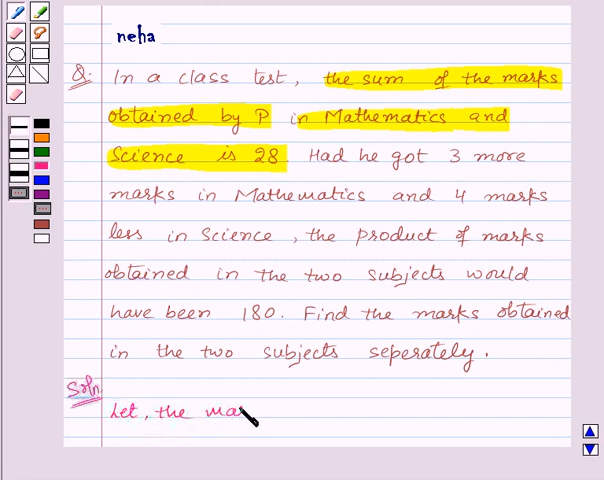 neha
Q. In a class test, the sum of the marks
obtained by P in Mathematics and
Science is 28. Had he got 3 more
marks in Mathematics and 4 marks
less in Science, the product of marks
obtained in the two subjects would
have been 180. Find the marks obtained
in the two subjects seperately.
Soln.
Let, the ma